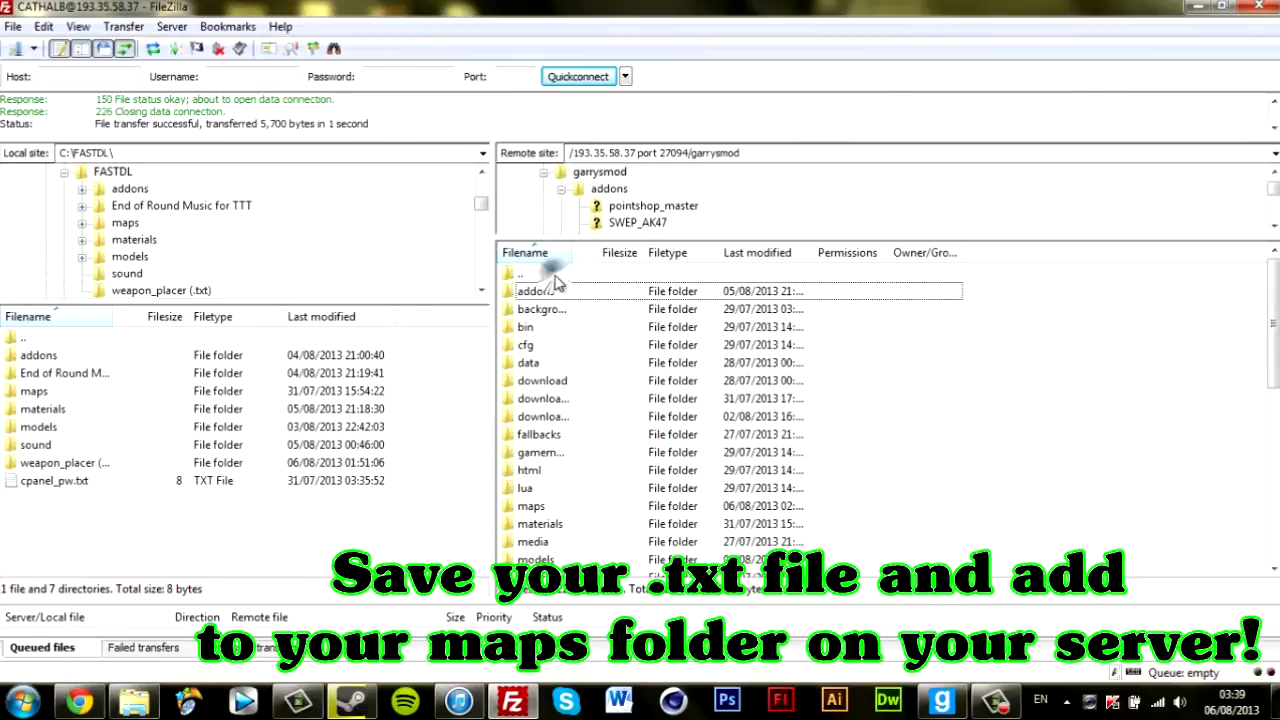 CATHALB@193.35.58.37 - FileZilla
File Edit View Transfer Server Bookmarks Help
Host: Username: Password: Port: Quickconnect
Response: 150 File status okay; about to open data connection.
Response: 226 Closing data connection.
Status: File transfer successful, transferred 5,700 bytes in 1 second
Local site: C:\FASTDL\
FASTDL
addons
End of Round Music for TTT
maps
materials
models
sound
weapon_placer (.txt)
Filename Filesize Filetype Last modified
..
addons File folder 04/08/2013 21:00:40
End of Round M... File folder 04/08/2013 21:19:41
maps File folder 31/07/2013 15:54:22
materials File folder 05/08/2013 21:18:30
models File folder 03/08/2013 22:42:03
sound File folder 05/08/2013 00:46:00
weapon_placer (... File folder 06/08/2013 01:51:06
cpanel_pw.txt 8 TXT File 31/07/2013 03:35:52
1 file and 7 directories. Total size: 8 bytes
Remote site: /193.35.58.37 port 27094/garrysmod
garrysmod
addons
pointshop_master
SWEP_AK47
Filename Filesize Filetype Last modified Permissions Owner/Gro...
..
addons File folder 05/08/2013 21:...
backgro... File folder 29/07/2013 03:...
bin File folder 29/07/2013 14:...
cfg File folder 29/07/2013 14:...
data File folder 28/07/2013 00:...
download File folder 28/07/2013 00:...
downloa... File folder 31/07/2013 17:...
downloa... File folder 02/08/2013 16:...
fallbacks File folder 27/07/2013 21:...
gamem... File folder 29/07/2013 14:...
html File folder 29/07/2013 14:...
lua File folder 29/07/2013 14:...
maps File folder 06/08/2013 02:...
materials File folder 31/07/2013 15:...
media File folder 27/07/2013 21:...
models
Save your .txt file and add
to your maps folder on your server!
Server/Local file Direction Remote file Size Priority Status
Queued files Failed transfers
Queue: empty
Ps Fl Ai Dw g
EN
03:39
06/08/2013